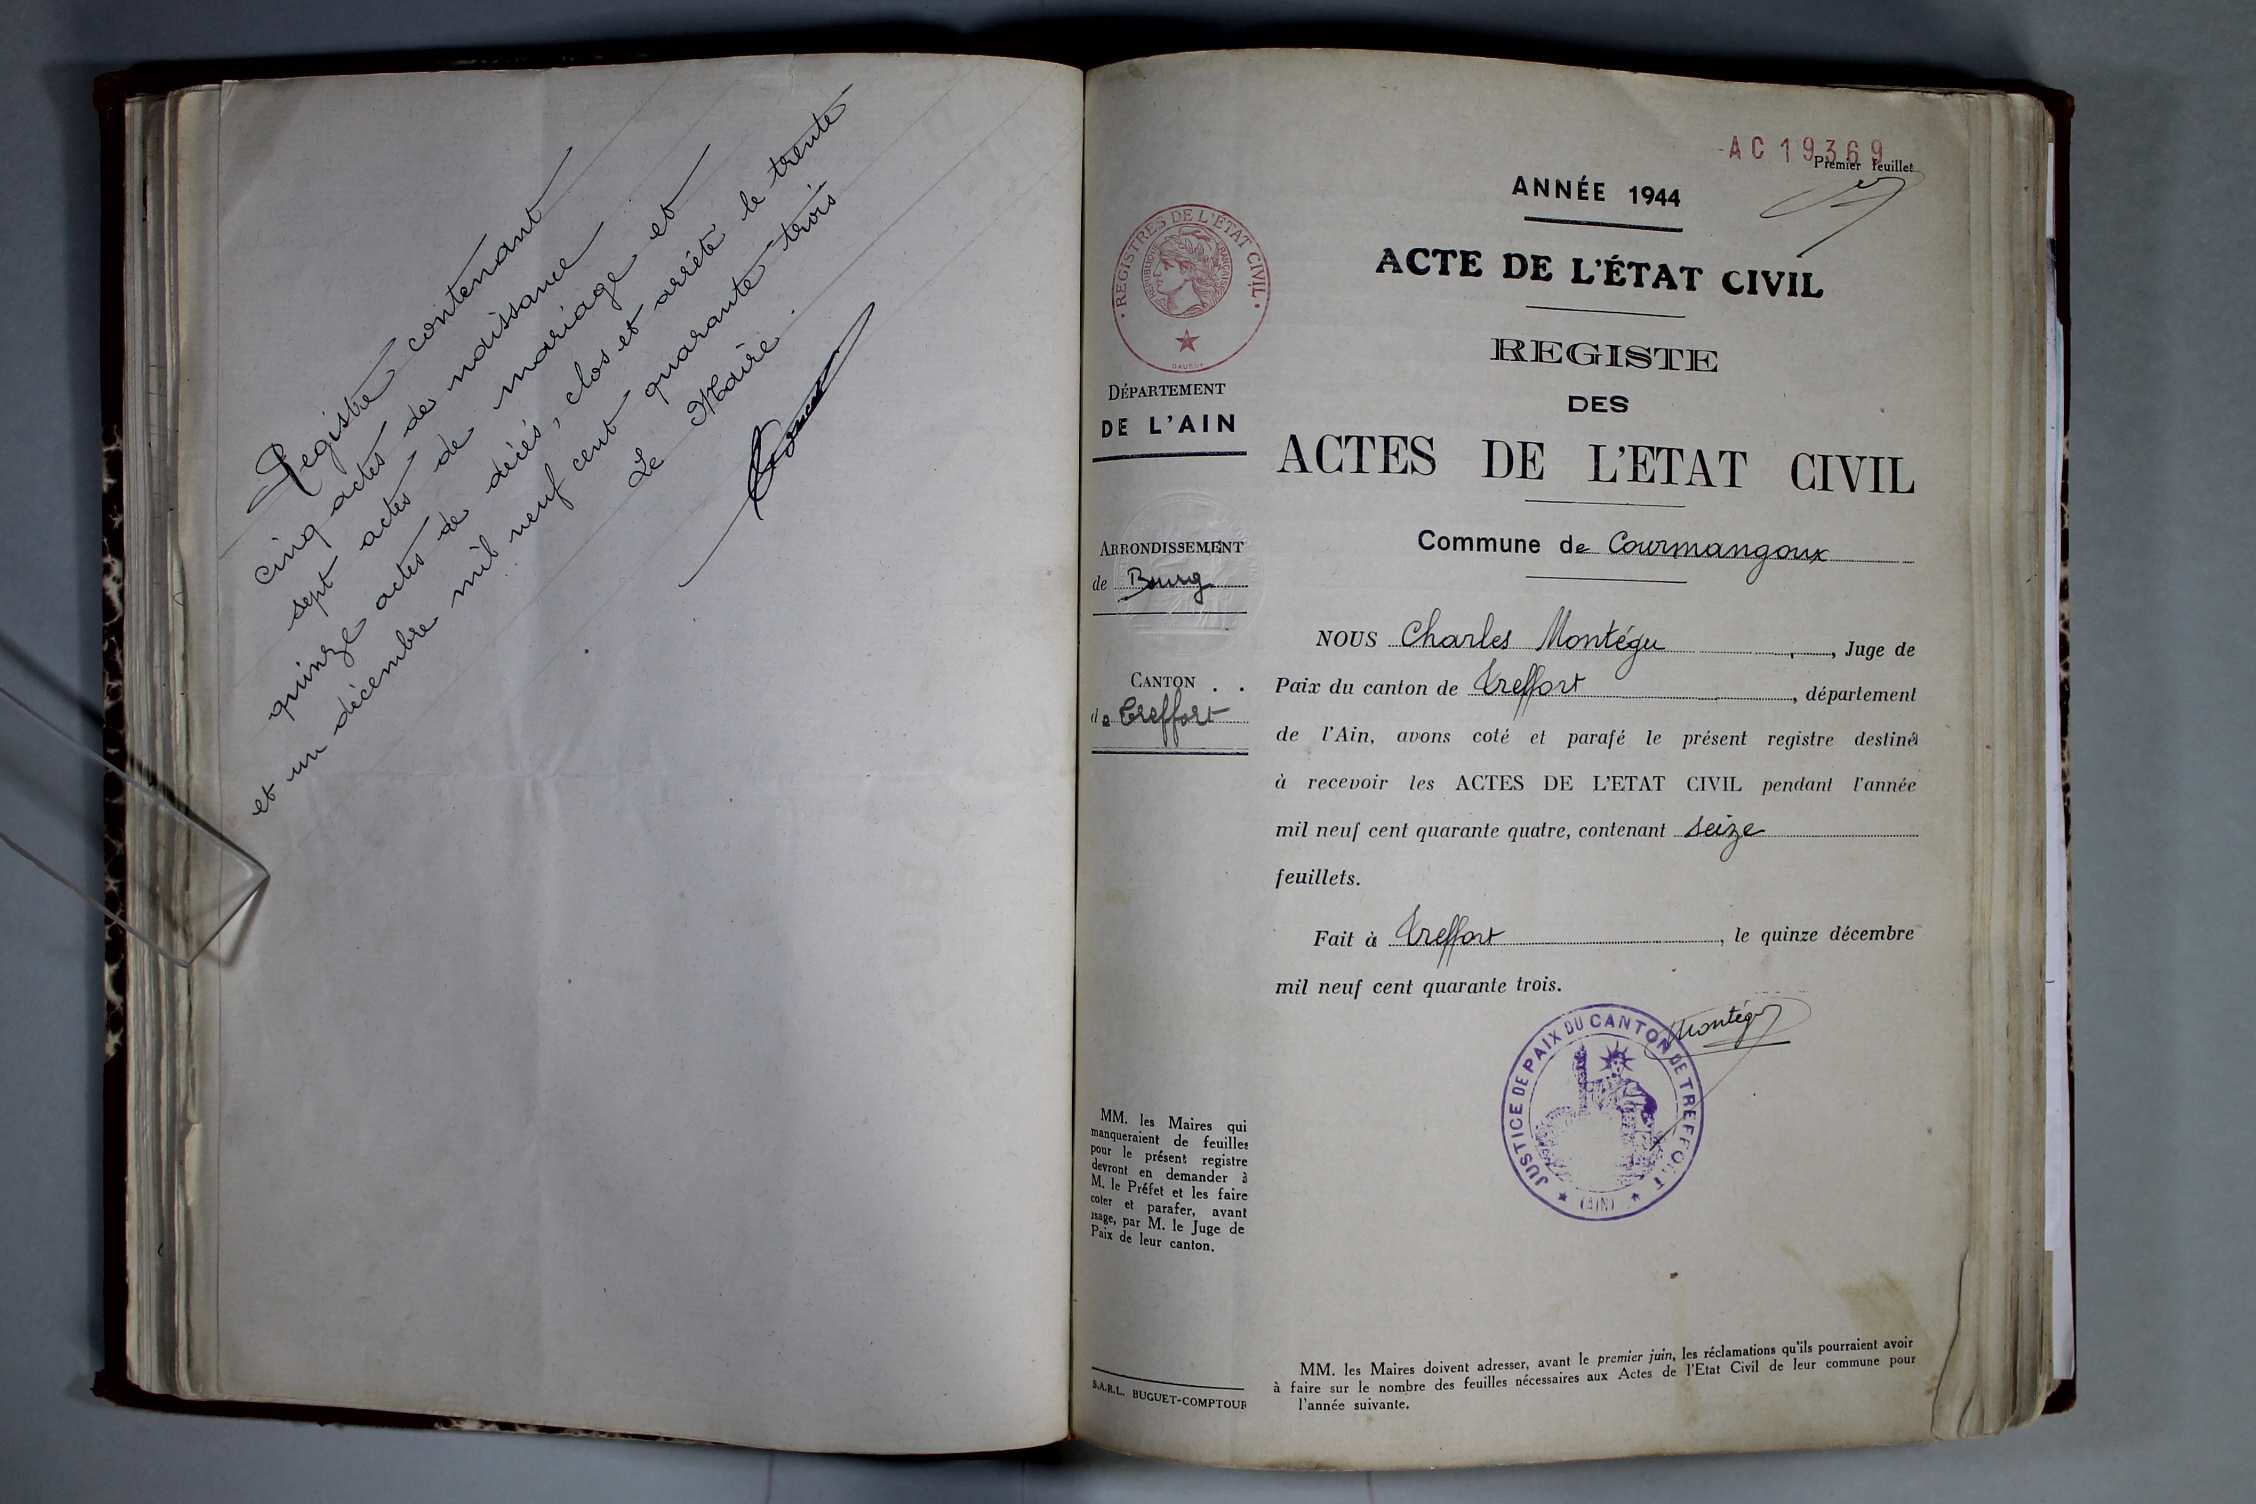 Registre contenant
cinq actes de naissance
sept actes de mariage et
quinze actes de décés, clos et arrêté le trente
et un décembre mil neuf cent quarante trois
Le Maire
AC 19369
Premier feuillet
ANNÉE 1944
ACTE DE L'ÉTAT CIVIL
REGISTE
DES
ACTES DE L'ETAT CIVIL
Commune de Courmangoux
NOUS Charles Montégu, Juge de
Paix du canton de Treffort, département
de l'Ain, avons coté et parafé le présent registre destiné
à recevoir les ACTES DE L'ETAT CIVIL pendant l'année
mil neuf cent quarante quatre, contenant seize
feuillets.
Fait à Treffort, le quinze décembre
mil neuf cent quarante trois.
Montégu
JUSTICE DE PAIX DU CANTON DE TREFFORT
(AIN)
REGISTRES DE L'ETAT CIVIL
REPUBLIQUE FRANÇAISE
DÉPARTEMENT
DE L'AIN
ARRONDISSEMENT
de Bourg
CANTON
de Treffort
MM. les Maires qui
manqueraient de feuilles
pour le présent registre
devront en demander à
M. le Préfet et les faire
coter et parafer, avant
usage, par M. le Juge de
Paix de leur canton.
S.A.R.L. BUGUET-COMPTOUR
MM. les Maires doivent adresser, avant le premier juin, les réclamations qu'ils pourraient avoir
à faire sur le nombre des feuilles nécessaires aux Actes de l'Etat Civil de leur commune pour
l'année suivante.